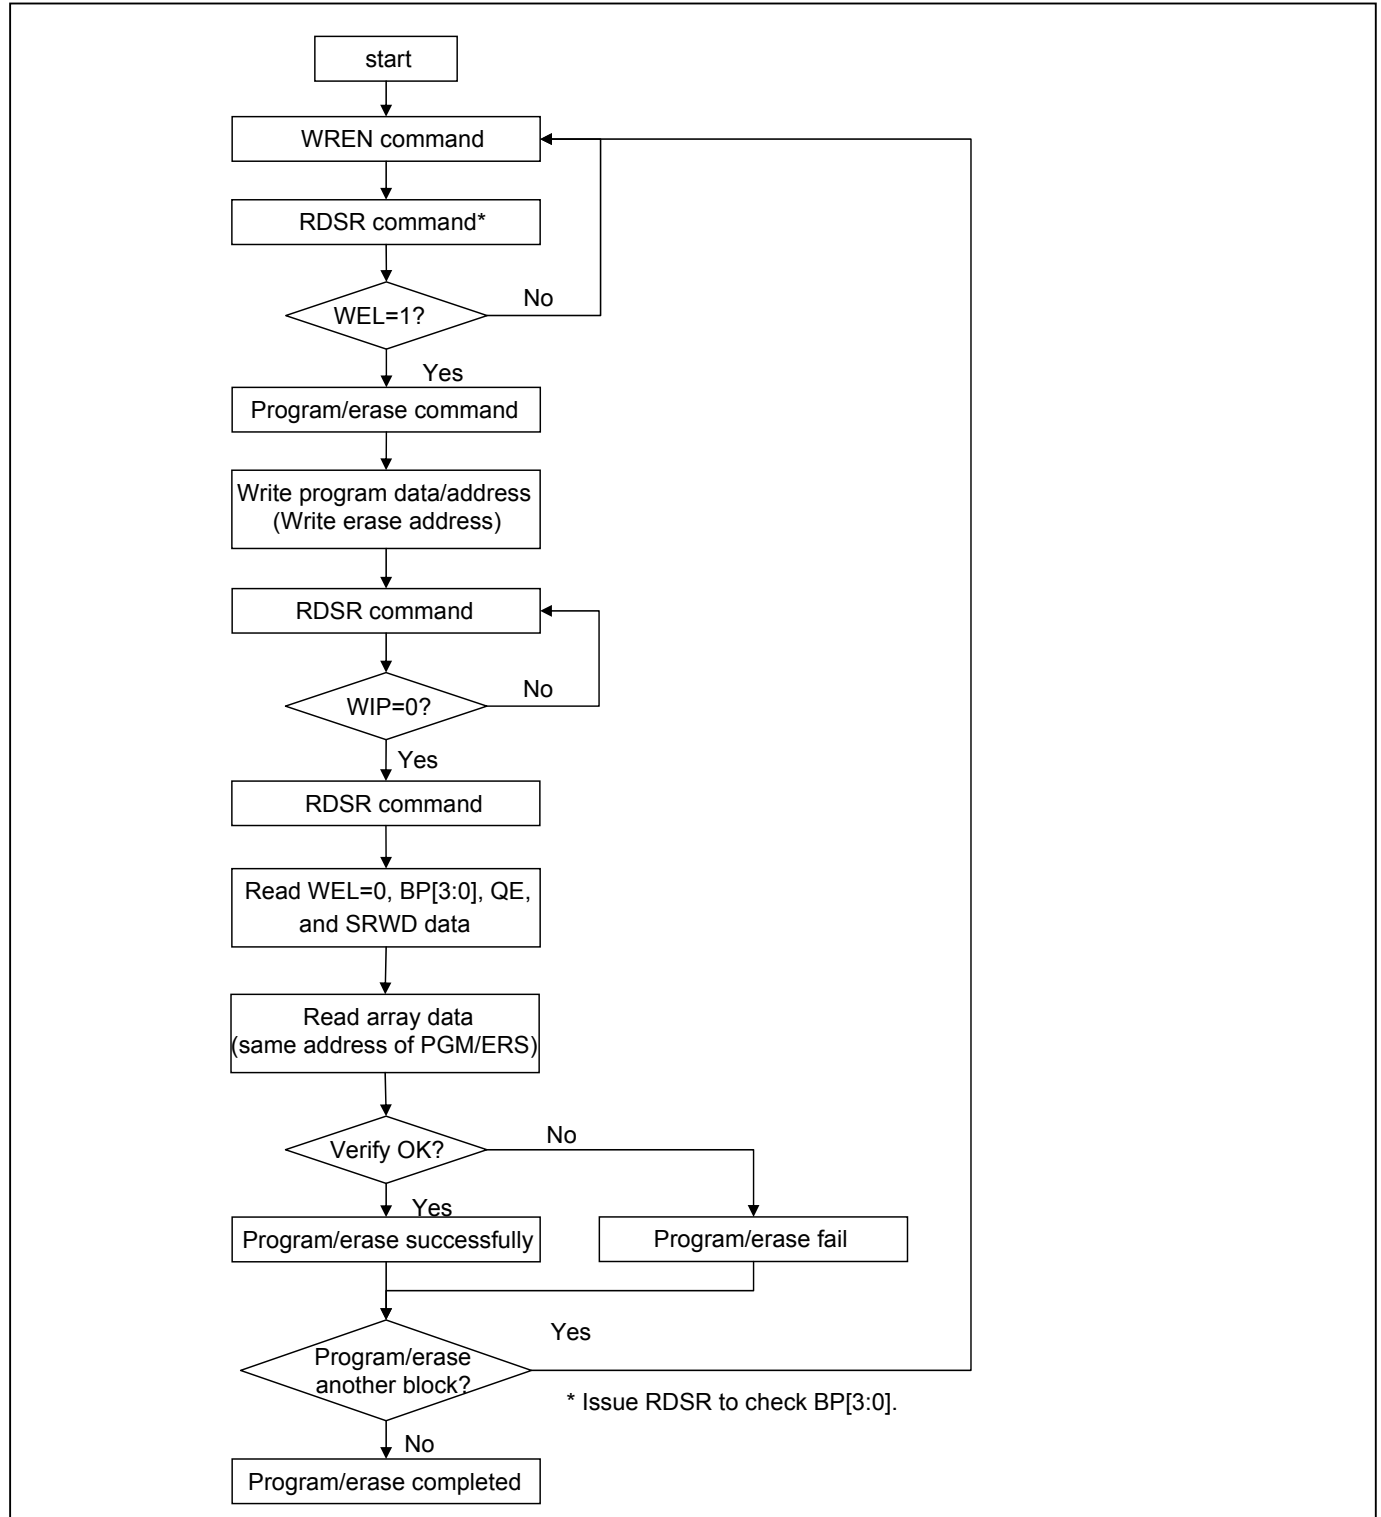 start
WREN command
RDSR command*
WEL=1?
No
Yes
Program/erase command
Write program data/address
(Write erase address)
RDSR command
WIP=0?
No
Yes
RDSR command
Read WEL=0, BP[3:0], QE,
and SRWD data
Read array data
(same address of PGM/ERS)
Verify OK?
No
Yes
Program/erase successfully
Program/erase fail
Yes
Program/erase
another block?
* Issue RDSR to check BP[3:0].
No
Program/erase completed